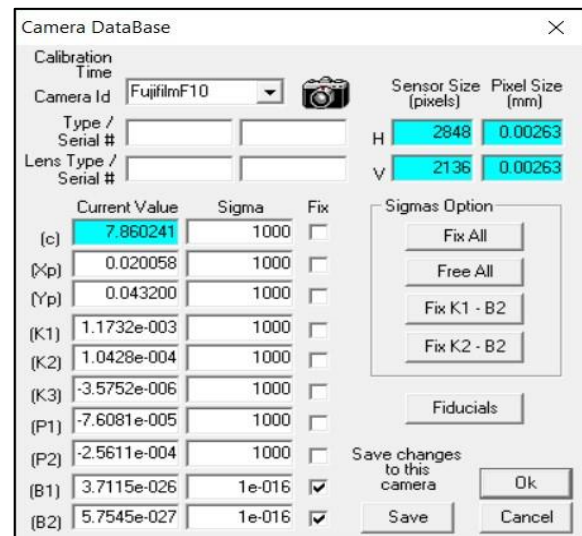 Camera DataBase
Calibration
Time
Camera Id FujifilmF10
Type /
Serial #
Lens Type /
Serial #
Sensor Size Pixel Size
(pixels) (mm)
H 2848 0.00263
V 2136 0.00263
Current Value Sigma Fix
(c) 7.860241 1000
(Xp) 0.020058 1000
(Yp) 0.043200 1000
(K1) 1.1732e-003 1000
(K2) 1.0428e-004 1000
(K3) -3.5752e-006 1000
(P1) -7.6081e-005 1000
(P2) -2.5611e-004 1000
(B1) 3.7115e-026 1e-016
(B2) 5.7545e-027 1e-016
Sigmas Option
Fix All
Free All
Fix K1 - B2
Fix K2 - B2
Fiducials
Save changes
to this
camera
Ok
Save
Cancel